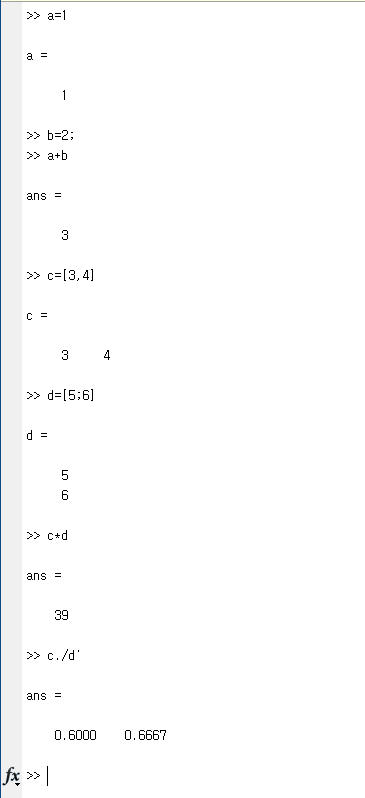 >> a=1
a =
1
>> b=2;
>> a+b
ans =
3
>> c=[3,4]
c =
3    4
>> d=[5;6]
d =
5
6
>> c*d
ans =
39
>> c./d'
ans =
0.6000    0.6667
fx >>